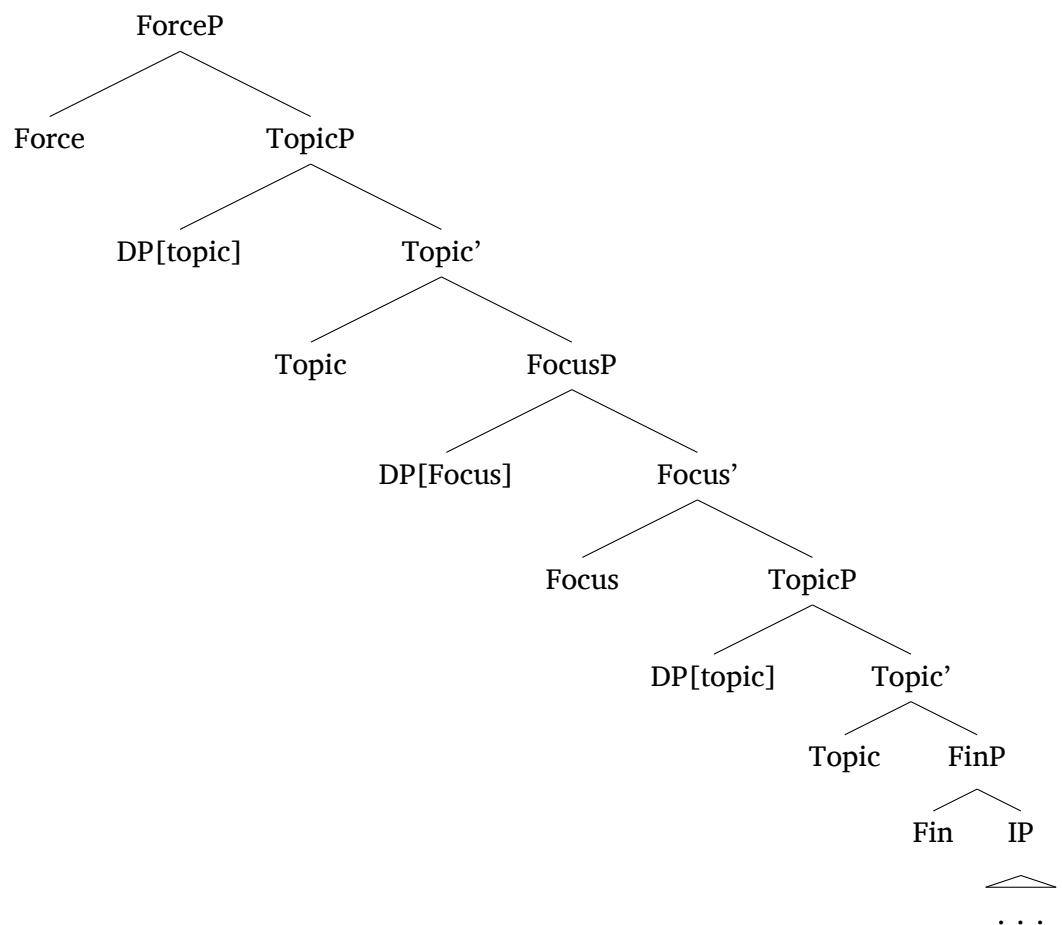 ForceP
Force TopicP
DP[topic] Topic’
Topic FocusP
DP[Focus] Focus’
Focus TopicP
DP[topic] Topic’
Topic FinP
Fin IP
. . .